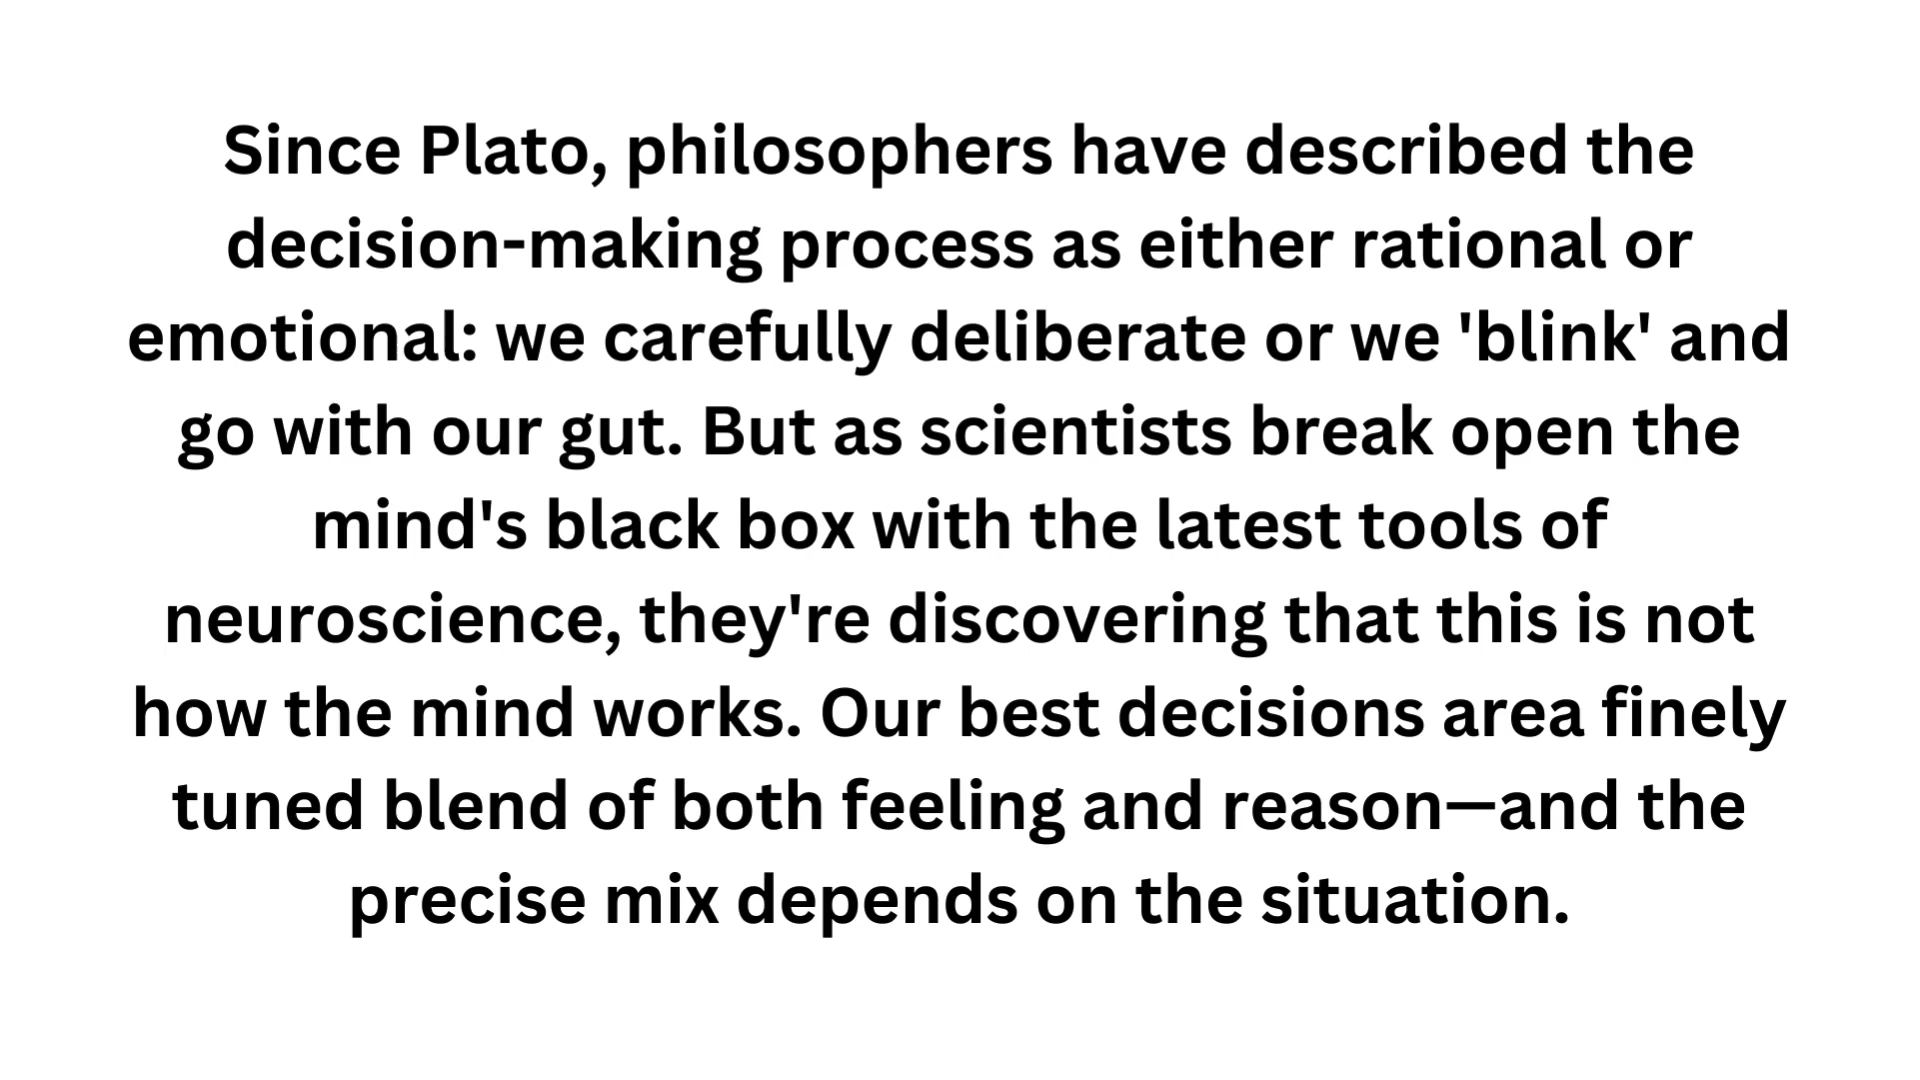 Since Plato, philosophers have described the
decision-making process as either rational or
emotional: we carefully deliberate or we 'blink' and
go with our gut. But as scientists break open the
mind's black box with the latest tools of
neuroscience, they're discovering that this is not
how the mind works. Our best decisions area finely
tuned blend of both feeling and reason—and the
precise mix depends on the situation.